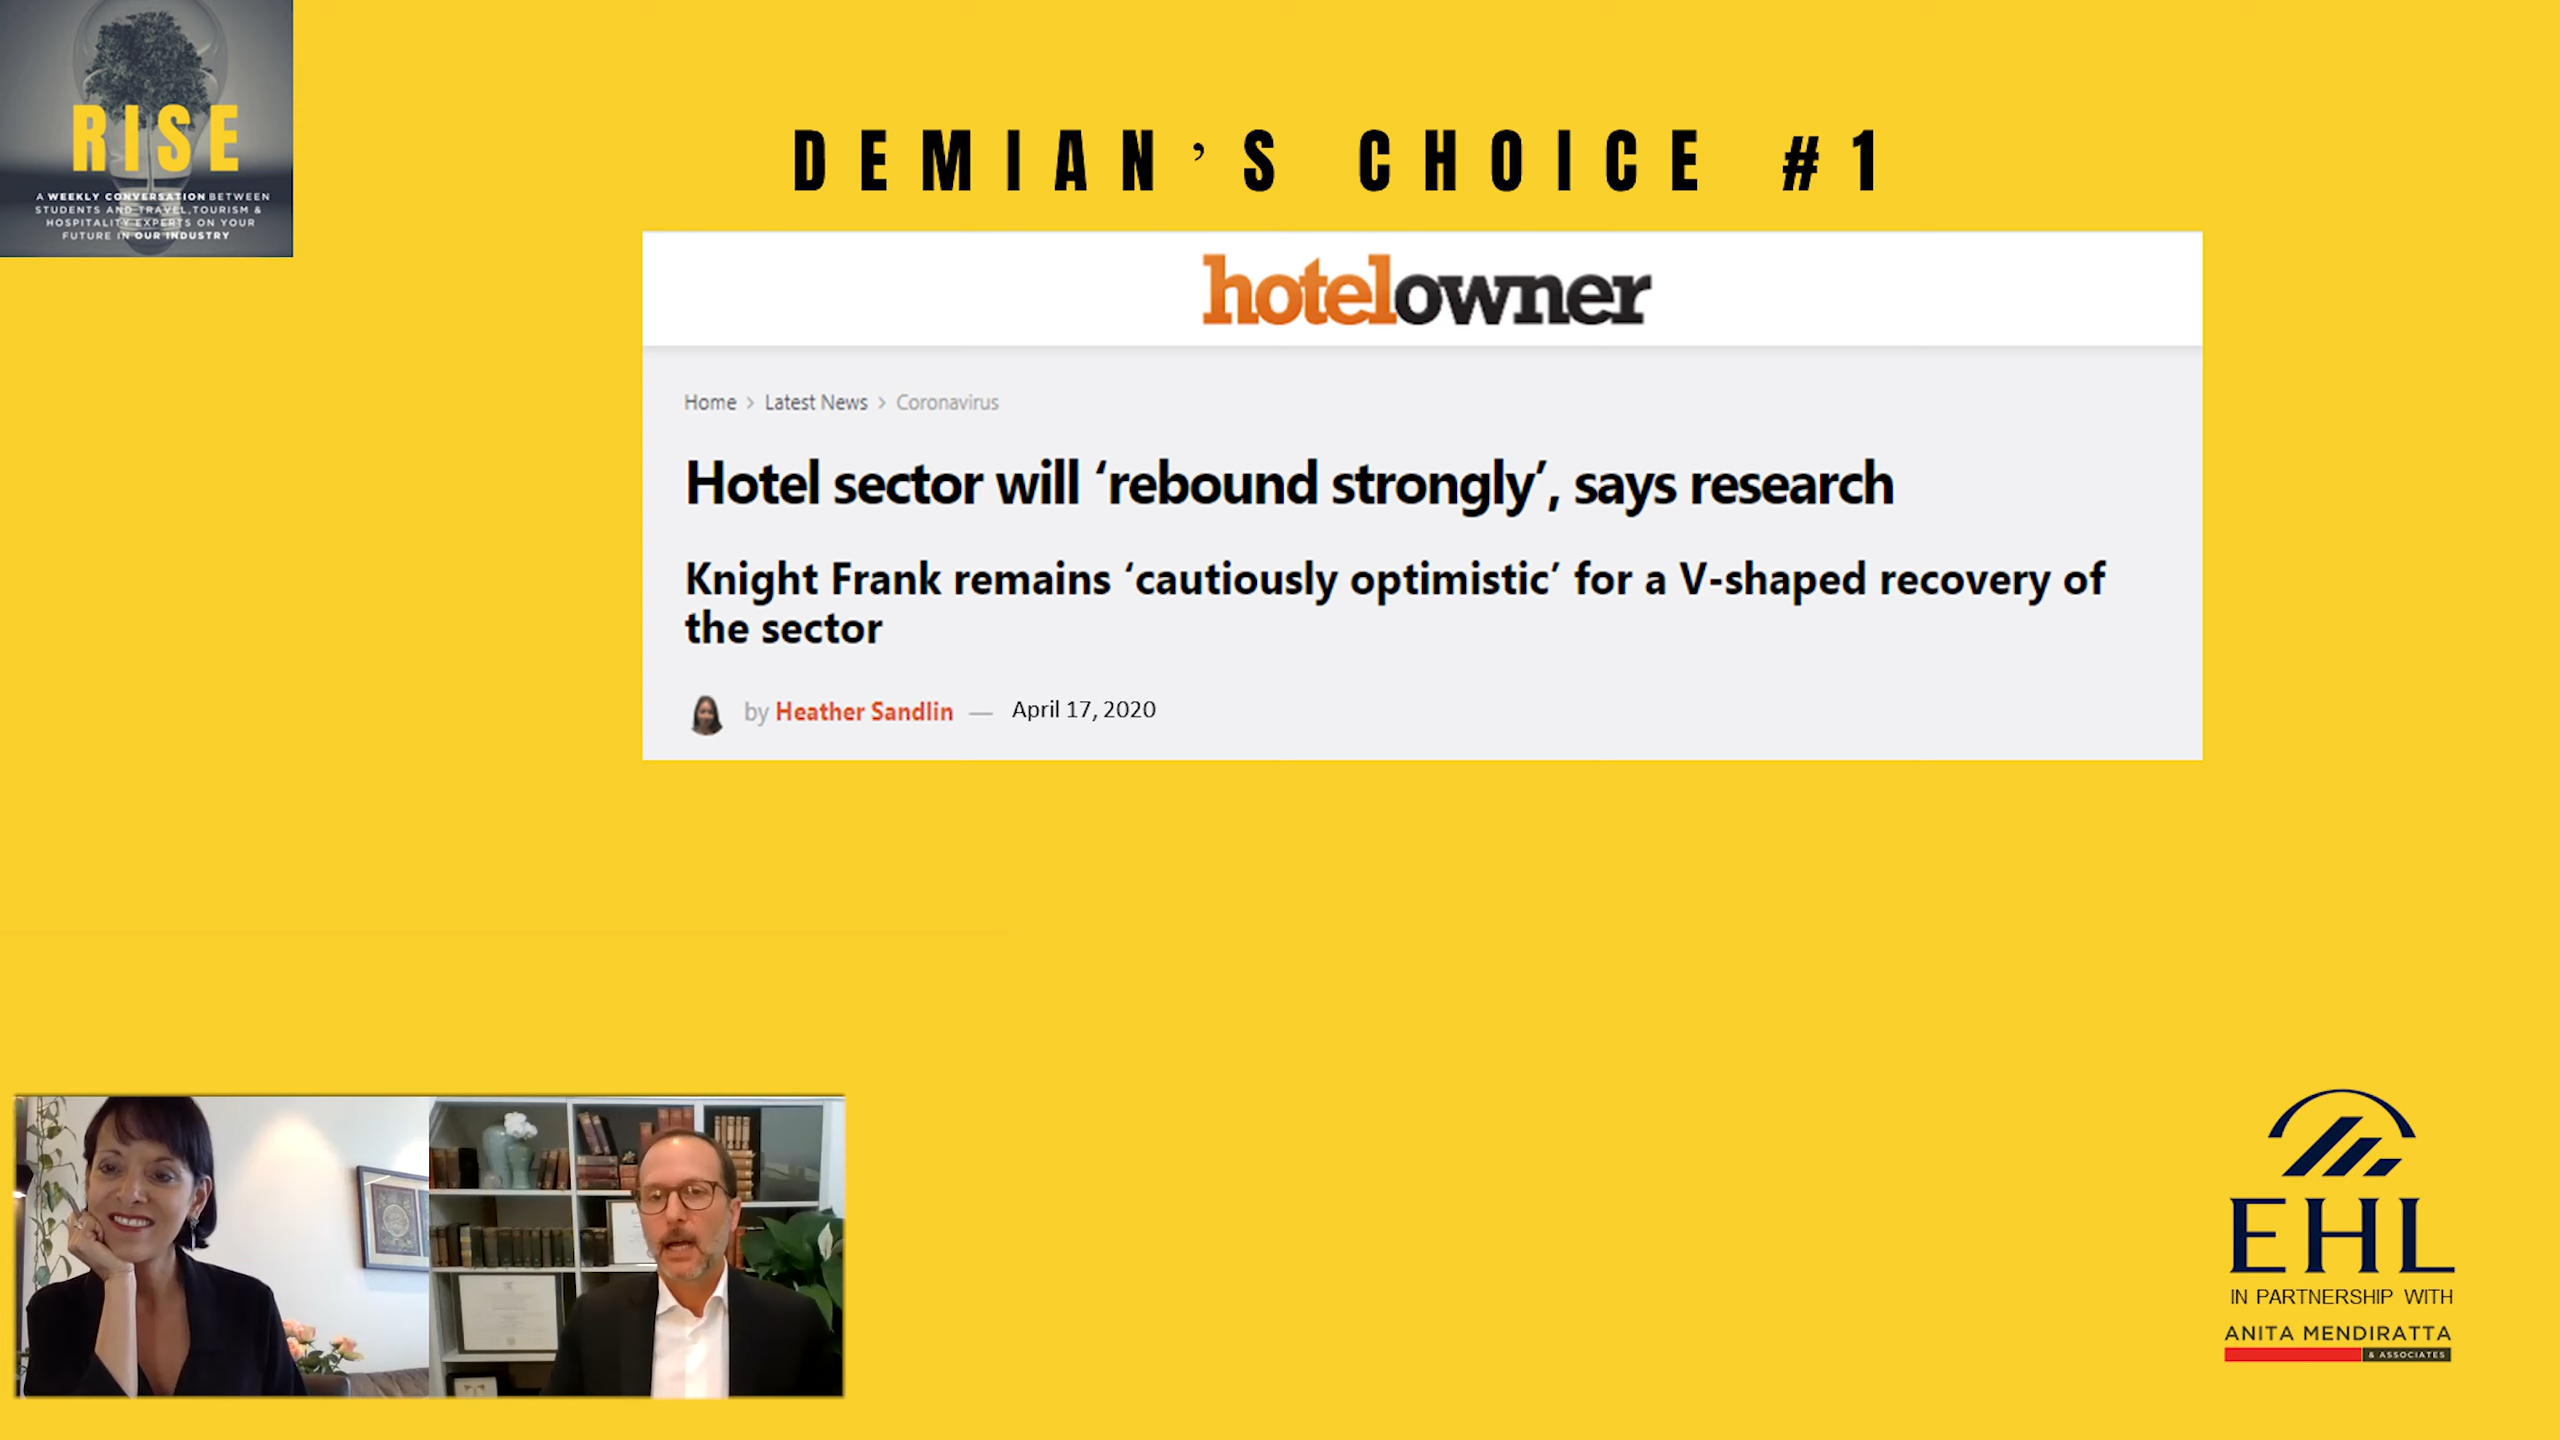 RISE
A WEEKLY CONVERSATION BETWEEN
STUDENTS AND TRAVEL, TOURISM &
HOSPITALITY EXPERTS ON YOUR
FUTURE IN OUR INDUSTRY
DEMIAN’S CHOICE #1
hotelowner
Home > Latest News > Coronavirus
Hotel sector will ‘rebound strongly’, says research
Knight Frank remains ‘cautiously optimistic’ for a V-shaped recovery of
the sector
by Heather Sandlin — April 17, 2020
EHL
IN PARTNERSHIP WITH
ANITA MENDIRATTA
& ASSOCIATES